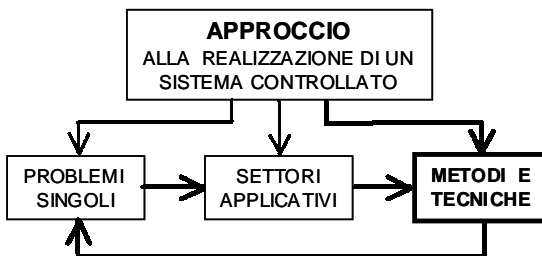 APPROCCIO
ALLA REALIZZAZIONE DI UN
SISTEMA CONTROLLATO
PROBLEMI
SINGOLI
SETTORI
APPLICATIVI
METODI E
TECNICHE